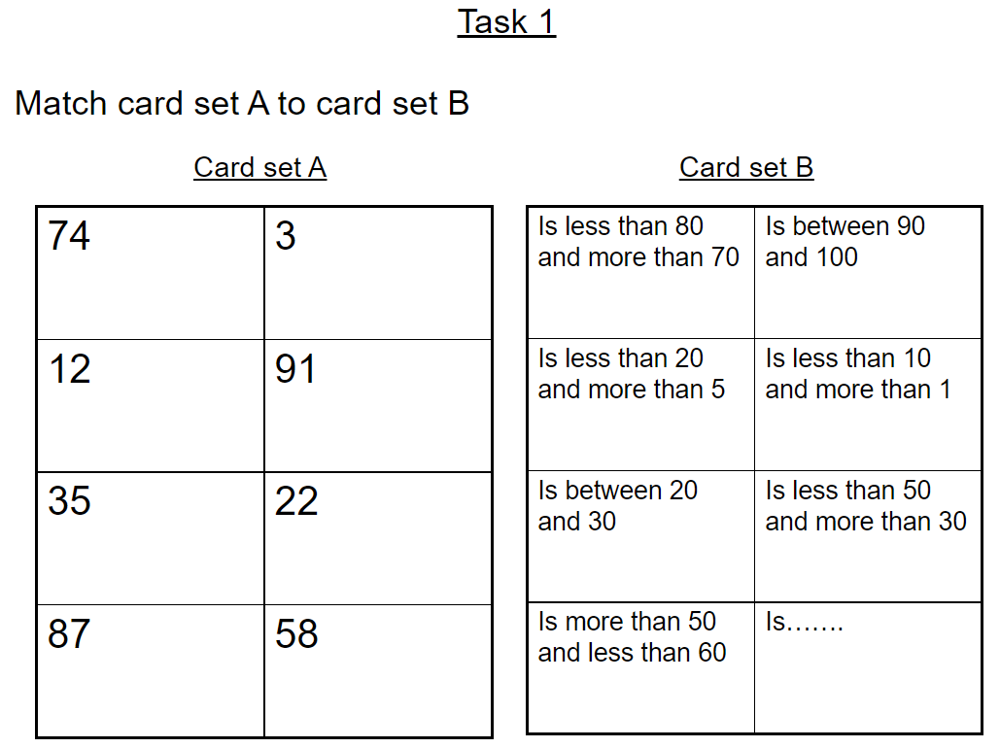 Task 1
Match card set A to card set B
Card set A
74
3
12
91
35
22
87
58
Card set B
Is less than 80
and more than 70
Is between 90
and 100
Is less than 20
and more than 5
Is less than 10
and more than 1
Is between 20
and 30
Is less than 50
and more than 30
Is more than 50
and less than 60
Is…….